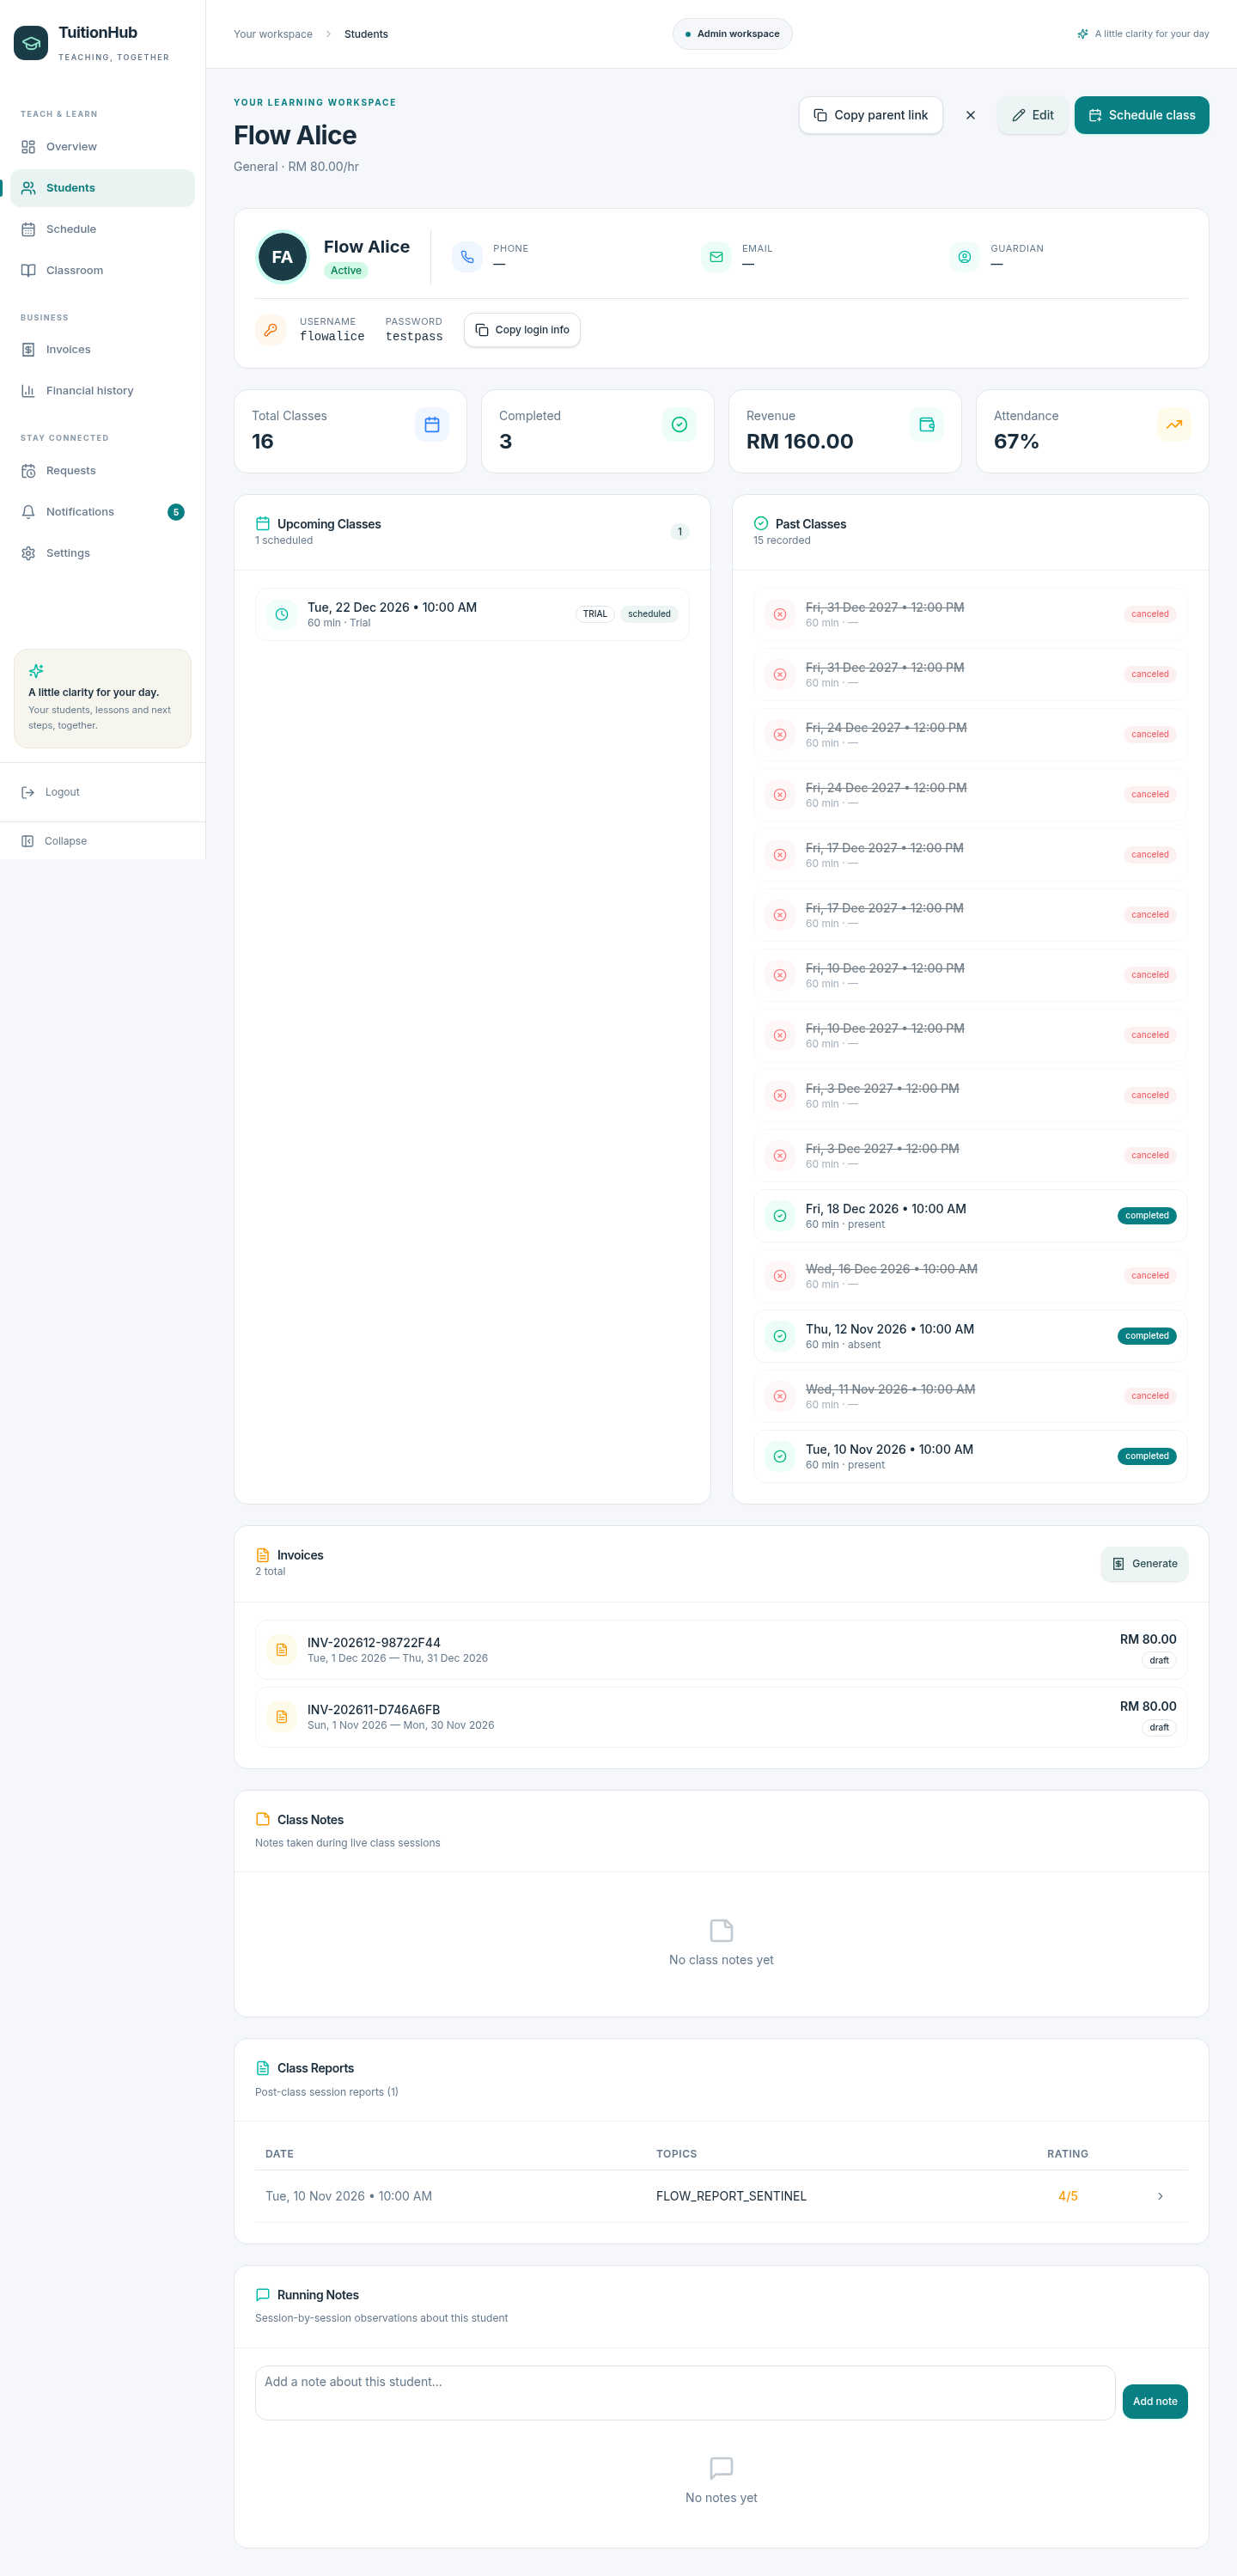 TuitionHub
TEACHING, TOGETHER
TEACH & LEARN
Overview
Students
Schedule
Classroom
BUSINESS
Invoices
Financial history
STAY CONNECTED
Requests
Notifications 5
Settings
A little clarity for your day.
Your students, lessons and next
steps, together.
Logout
Collapse
Your workspace > Students
Admin workspace
A little clarity for your day
YOUR LEARNING WORKSPACE
Flow Alice
General · RM 80.00/hr
Copy parent link
Edit
Schedule class
FA
Flow Alice
Active
PHONE
—
EMAIL
—
GUARDIAN
—
USERNAME
flowalice
PASSWORD
testpass
Copy login info
Total Classes
16
Completed
3
Revenue
RM 160.00
Attendance
67%
Upcoming Classes
1 scheduled
1
Tue, 22 Dec 2026 • 10:00 AM
60 min · Trial
TRIAL
scheduled
Past Classes
15 recorded
Fri, 31 Dec 2027 • 12:00 PM
60 min · —
canceled
Fri, 31 Dec 2027 • 12:00 PM
60 min · —
canceled
Fri, 24 Dec 2027 • 12:00 PM
60 min · —
canceled
Fri, 24 Dec 2027 • 12:00 PM
60 min · —
canceled
Fri, 17 Dec 2027 • 12:00 PM
60 min · —
canceled
Fri, 17 Dec 2027 • 12:00 PM
60 min · —
canceled
Fri, 10 Dec 2027 • 12:00 PM
60 min · —
canceled
Fri, 10 Dec 2027 • 12:00 PM
60 min · —
canceled
Fri, 3 Dec 2027 • 12:00 PM
60 min · —
canceled
Fri, 3 Dec 2027 • 12:00 PM
60 min · —
canceled
Fri, 18 Dec 2026 • 10:00 AM
60 min · present
completed
Wed, 16 Dec 2026 • 10:00 AM
60 min · —
canceled
Thu, 12 Nov 2026 • 10:00 AM
60 min · absent
completed
Wed, 11 Nov 2026 • 10:00 AM
60 min · —
canceled
Tue, 10 Nov 2026 • 10:00 AM
60 min · present
completed
Invoices
2 total
Generate
INV-202612-98722F44
Tue, 1 Dec 2026 — Thu, 31 Dec 2026
RM 80.00
draft
INV-202611-D746A6FB
Sun, 1 Nov 2026 — Mon, 30 Nov 2026
RM 80.00
draft
Class Notes
Notes taken during live class sessions
No class notes yet
Class Reports
Post-class session reports (1)
DATE TOPICS RATING
Tue, 10 Nov 2026 • 10:00 AM FLOW_REPORT_SENTINEL 4/5
Running Notes
Session-by-session observations about this student
Add a note about this student...
Add note
No notes yet